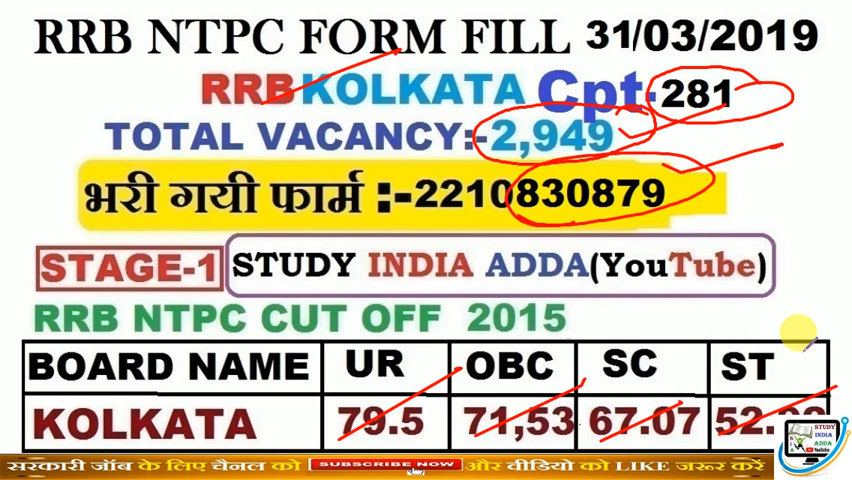 RRB NTPC FORM FILL 31/03/2019
RRB KOLKATA Cpt-281
TOTAL VACANCY:-2,949
भरी गयी फार्म :-2210830879
STAGE-1 STUDY INDIA ADDA(YouTube)
RRB NTPC CUT OFF 2015
BOARD NAME UR OBC SC ST
KOLKATA 79.5 71,53 67.07
STUDY INDIA ADDA YouTube
सरकारी जॉब के लिए चैनल को SUBSCRIBE NOW और वीडियो को LIKE जरूर करे